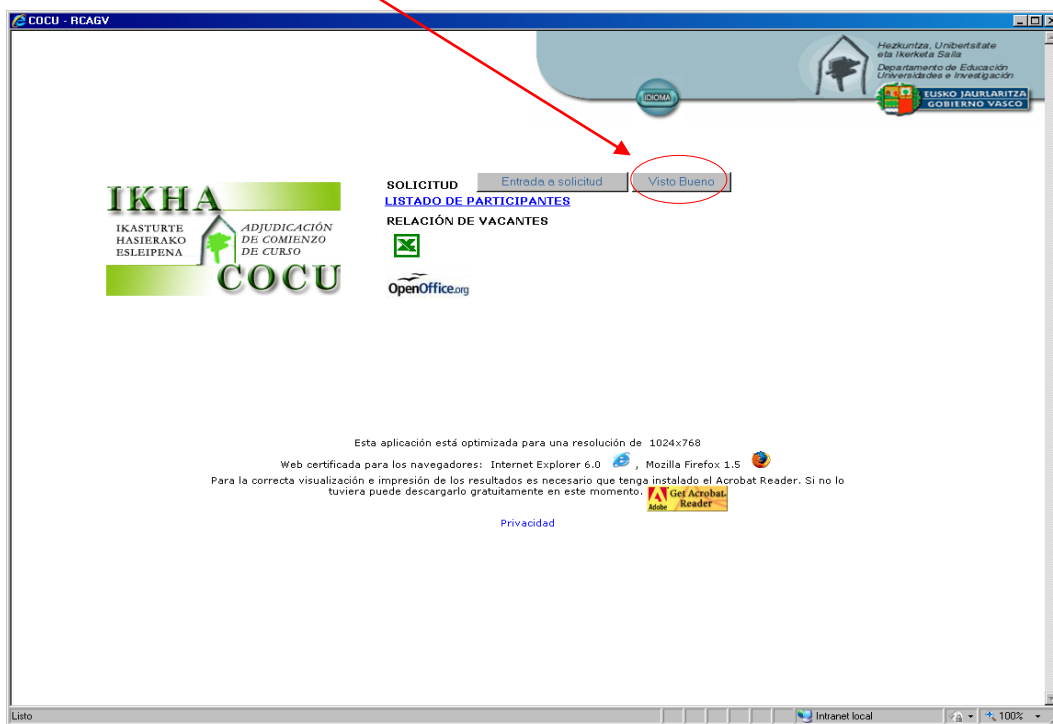 COCU - RCAGV
Hezkuntza, Unibertsitate
eta Ikerketa Saila
Departamento de Educación
Universidades e Investigación
IDIOMA
EUSKO JAURLARITZA
GOBIERNO VASCO
SOLICITUD Entrada a solicitud Visto Bueno
LISTADO DE PARTICIPANTES
RELACIÓN DE VACANTES
IKHA
IKASTURTE
HASIERAKO
ESLEIPENA
ADJUDICACIÓN
DE COMIENZO
DE CURSO
COCU
OpenOffice.org
Esta aplicación está optimizada para una resolución de 1024x768
Web certificada para los navegadores: Internet Explorer 6.0 , Mozilla Firefox 1.5
Para la correcta visualización e impresión de los resultados es necesario que tenga instalado el Acrobat Reader. Si no lo
tuviera puede descargarlo gratuitamente en este momento. Get Acrobat
Adobe Reader
Privacidad
Listo Intranet local 100%